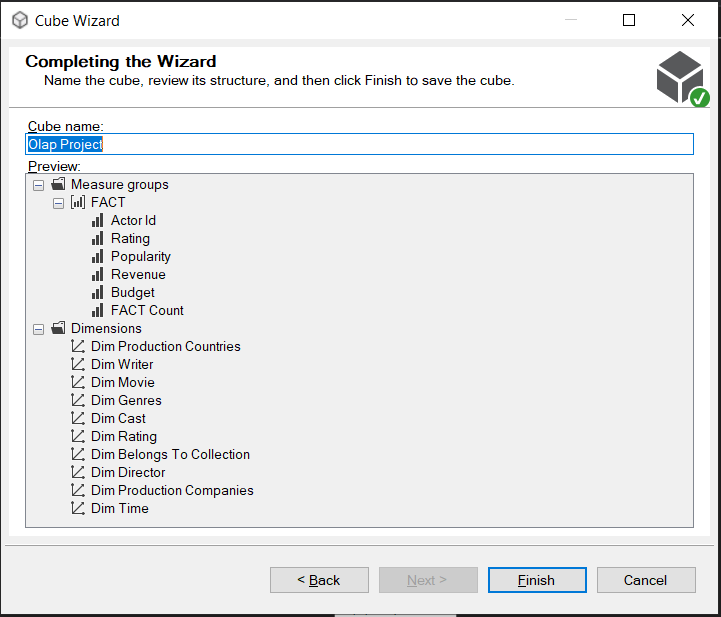 Cube Wizard
Completing the Wizard
Name the cube, review its structure, and then click Finish to save the cube.
Cube name:
Olap Project
Preview:
Measure groups
FACT
Actor Id
Rating
Popularity
Revenue
Budget
FACT Count
Dimensions
Dim Production Countries
Dim Writer
Dim Movie
Dim Genres
Dim Cast
Dim Rating
Dim Belongs To Collection
Dim Director
Dim Production Companies
Dim Time
< Back Next > Finish Cancel